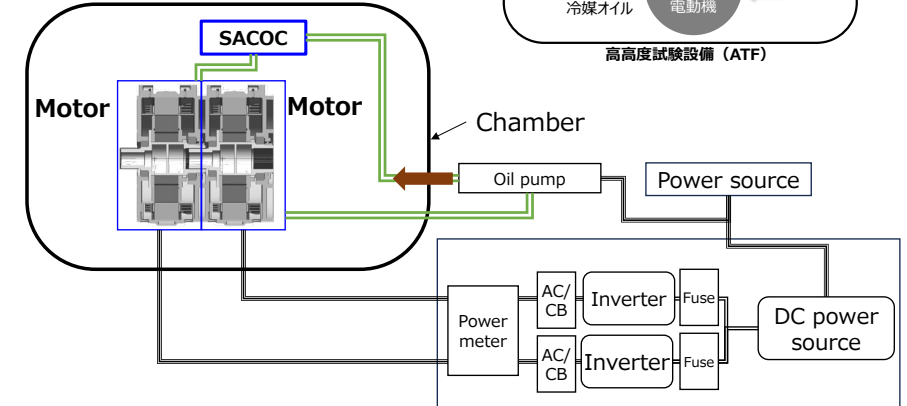 冷媒オイル
電動機
高高度試験設備（ATF）
SACOC
Motor
Motor
Chamber
Oil pump
Power source
Power
meter
AC/
CB
Inverter
Fuse
AC/
CB
Inverter
Fuse
DC power
source